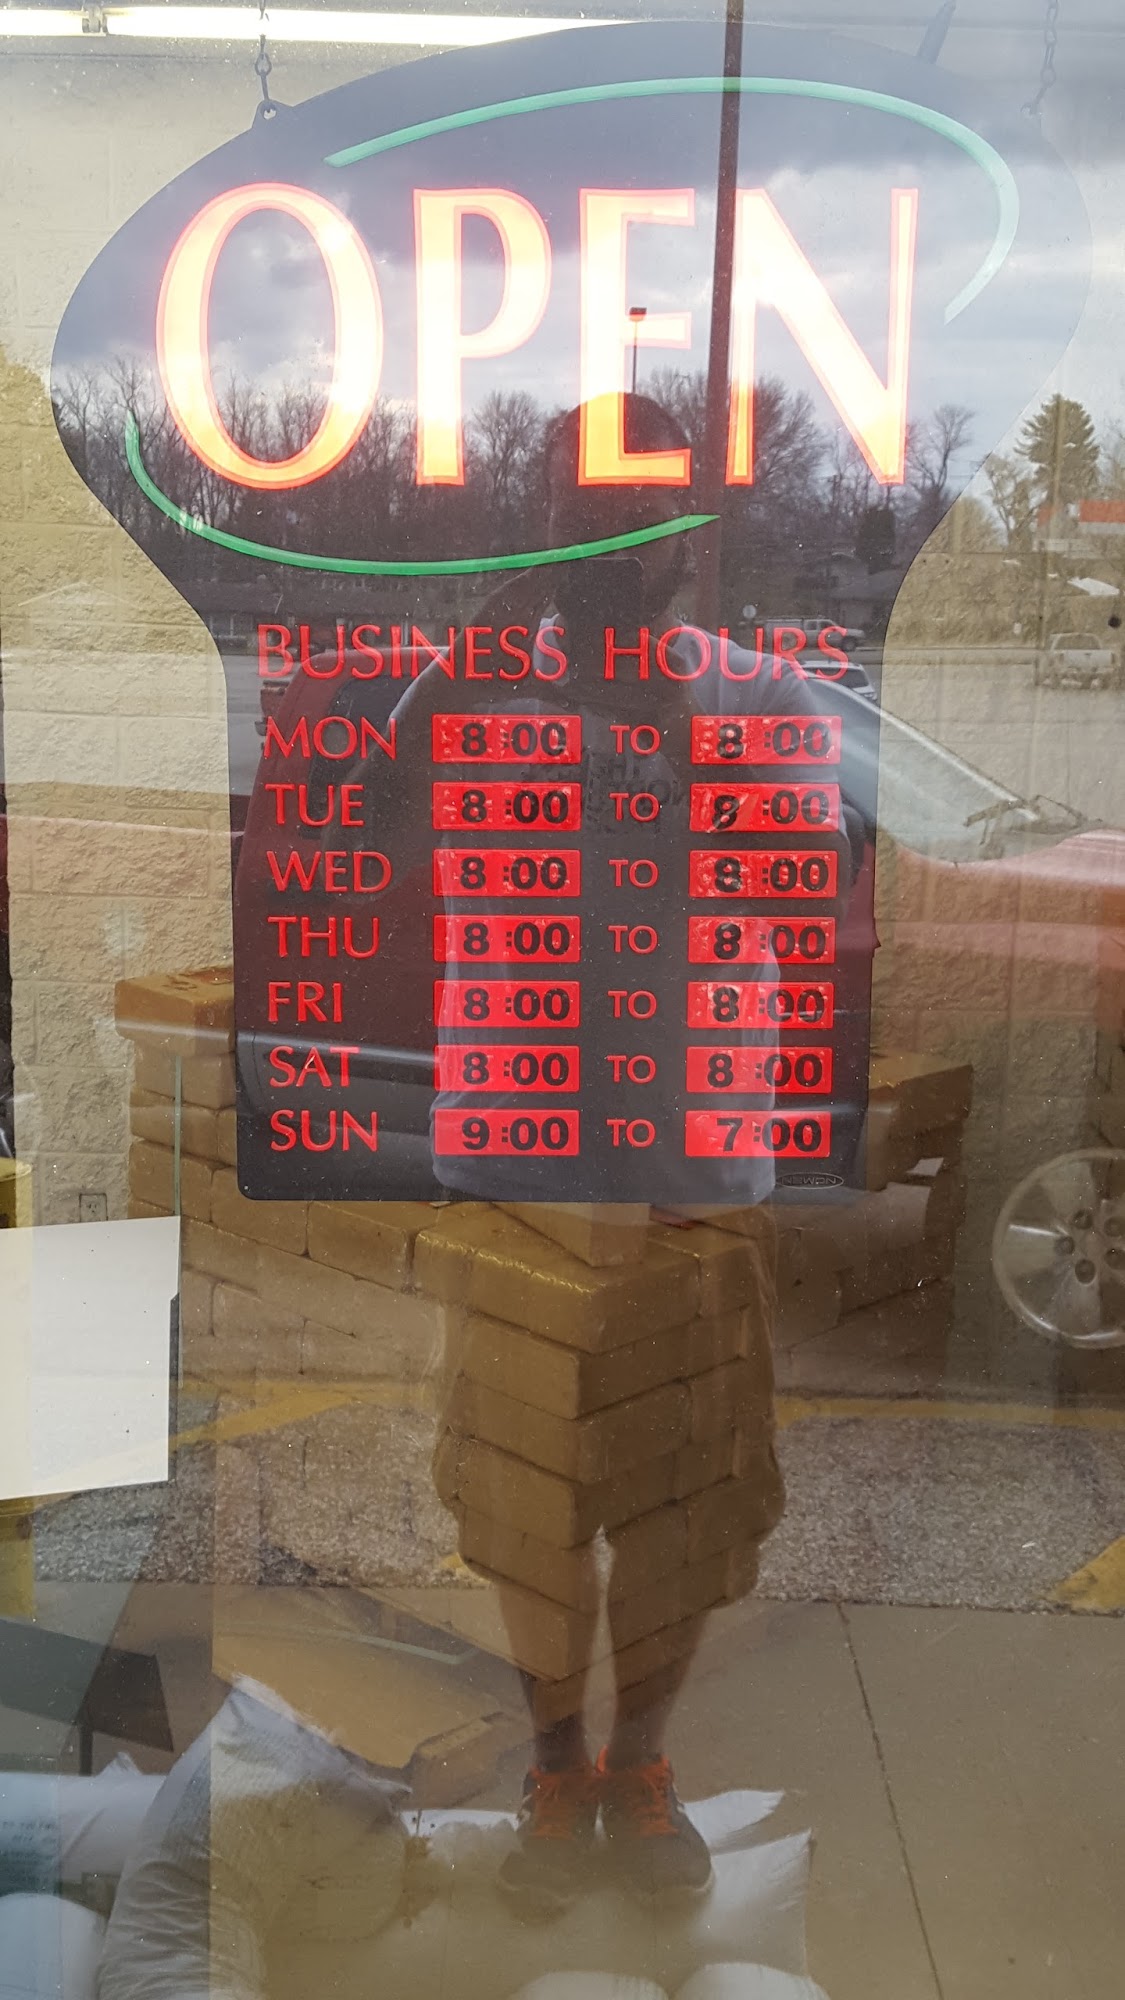 OPEN
BUSINESS HOURS
MON 8:00 TO 8:00
TUE 8:00 TO 8:00
WED 8:00 TO 8:00
THU 8:00 TO 8:00
FRI 8:00 TO 8:00
SAT 8:00 TO 8:00
SUN 9:00 TO 7:00
NEWON